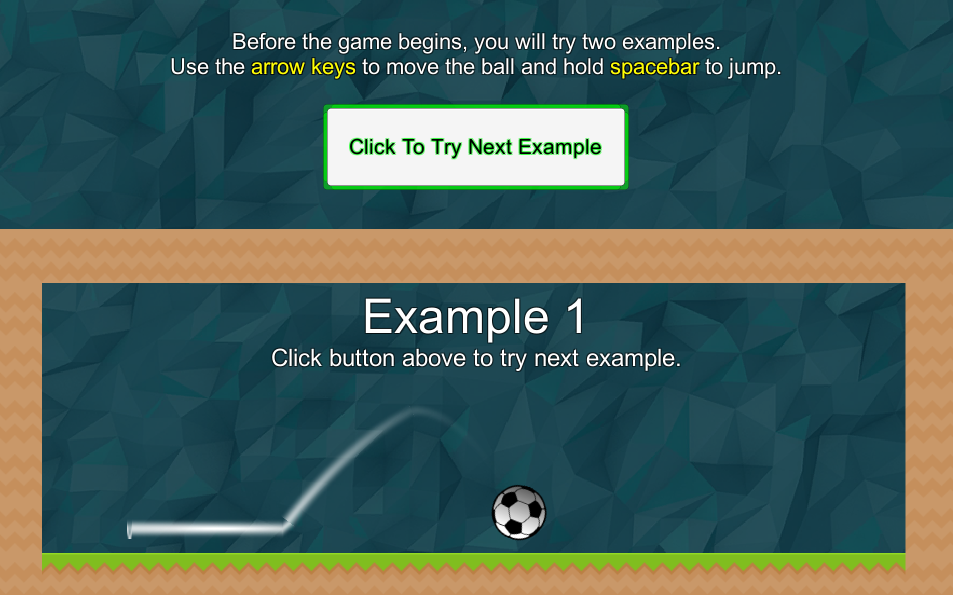 Before the game begins, you will try two examples.
Use the arrow keys to move the ball and hold spacebar to jump.
Click To Try Next Example
Example 1
Click button above to try next example.